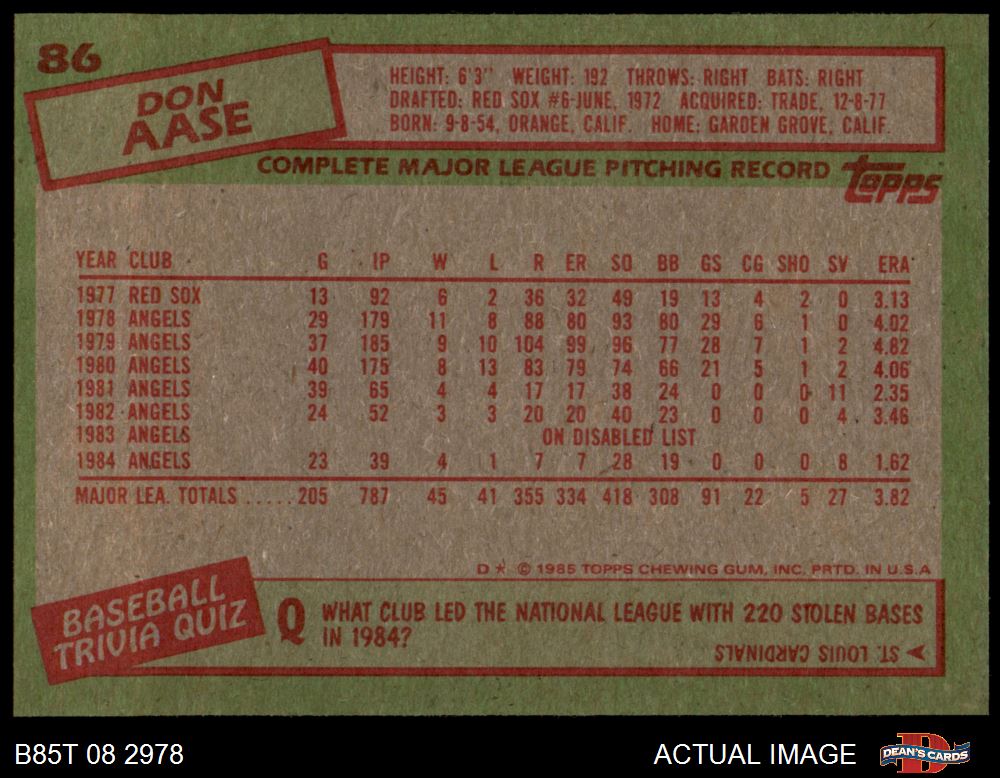 86
DON
AASE
HEIGHT: 6'3" WEIGHT: 192 THROWS: RIGHT BATS: RIGHT
DRAFTED: RED SOX #6-JUNE, 1972 ACQUIRED: TRADE, 12-8-77
BORN: 9-8-54, ORANGE, CALIF. HOME: GARDEN GROVE, CALIF.
COMPLETE MAJOR LEAGUE PITCHING RECORD topps
YEAR CLUB G IP W L R ER SO BB GS CG SHO SV ERA
1977 RED SOX 13 92 6 2 36 32 49 19 13 4 2 0 3.13
1978 ANGELS 29 179 11 8 88 80 93 80 29 6 1 0 4.02
1979 ANGELS 37 185 9 10 104 99 96 77 28 7 1 2 4.82
1980 ANGELS 40 175 8 13 83 79 74 66 21 5 1 2 4.06
1981 ANGELS 39 65 4 4 17 17 38 24 0 0 0 11 2.35
1982 ANGELS 24 52 3 3 20 20 40 23 0 0 0 4 3.46
1983 ANGELS ON DISABLED LIST
1984 ANGELS 23 39 4 1 7 7 28 19 0 0 0 8 1.62
MAJOR LEA. TOTALS ..... 205 787 45 41 355 334 418 308 91 22 5 27 3.82
D * © 1985 TOPPS CHEWING GUM, INC. PRTD. IN U.S.A
BASEBALL
TRIVIA QUIZ
Q WHAT CLUB LED THE NATIONAL LEAGUE WITH 220 STOLEN BASES
IN 1984?
ST. LOUIS CARDINALS
B85T 08 2978
ACTUAL IMAGE
DEAN'S CARDS